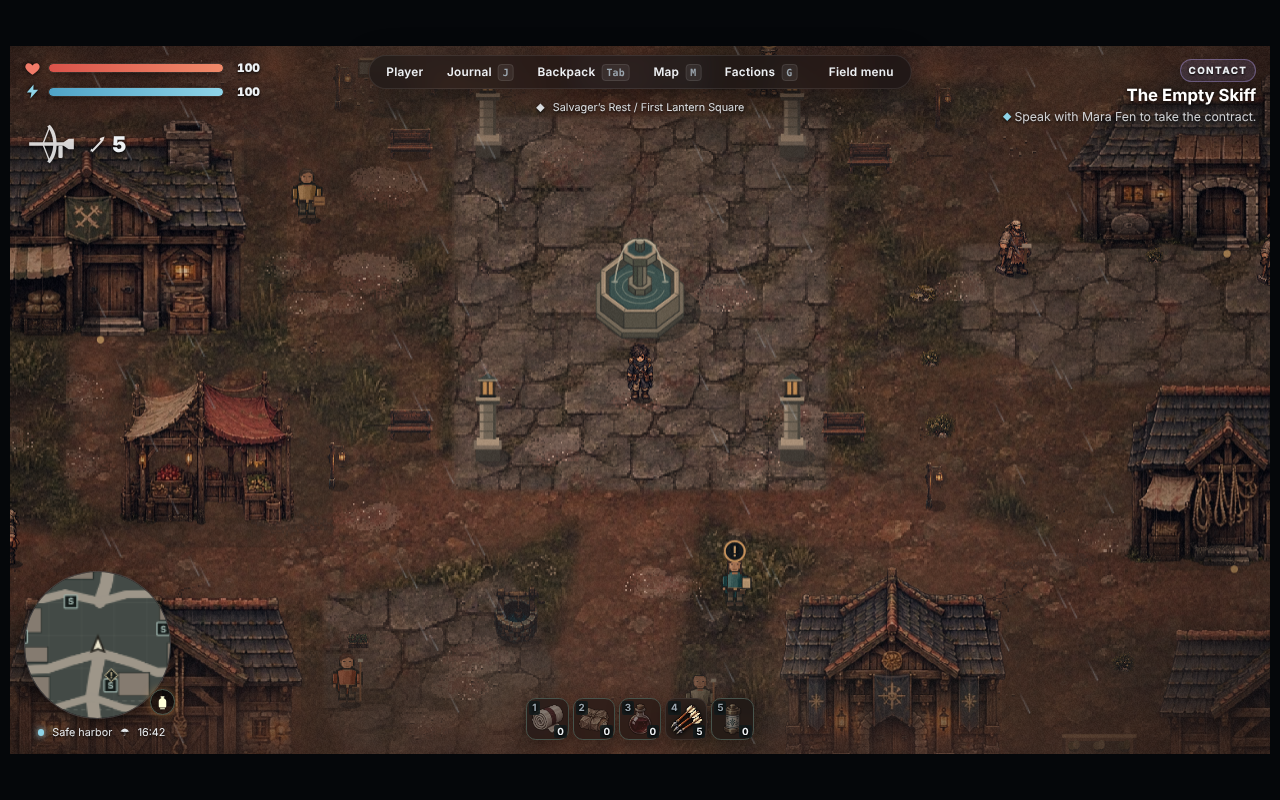 100
100
5
Player
Journal J
Backpack Tab
Map M
Factions G
Field menu
Salvager's Rest / First Lantern Square
CONTACT
The Empty Skiff
Speak with Mara Fen to take the contract.
!
S
S
S
Safe harbor
16:42
1 0
2 0
3 0
4 5
5 0